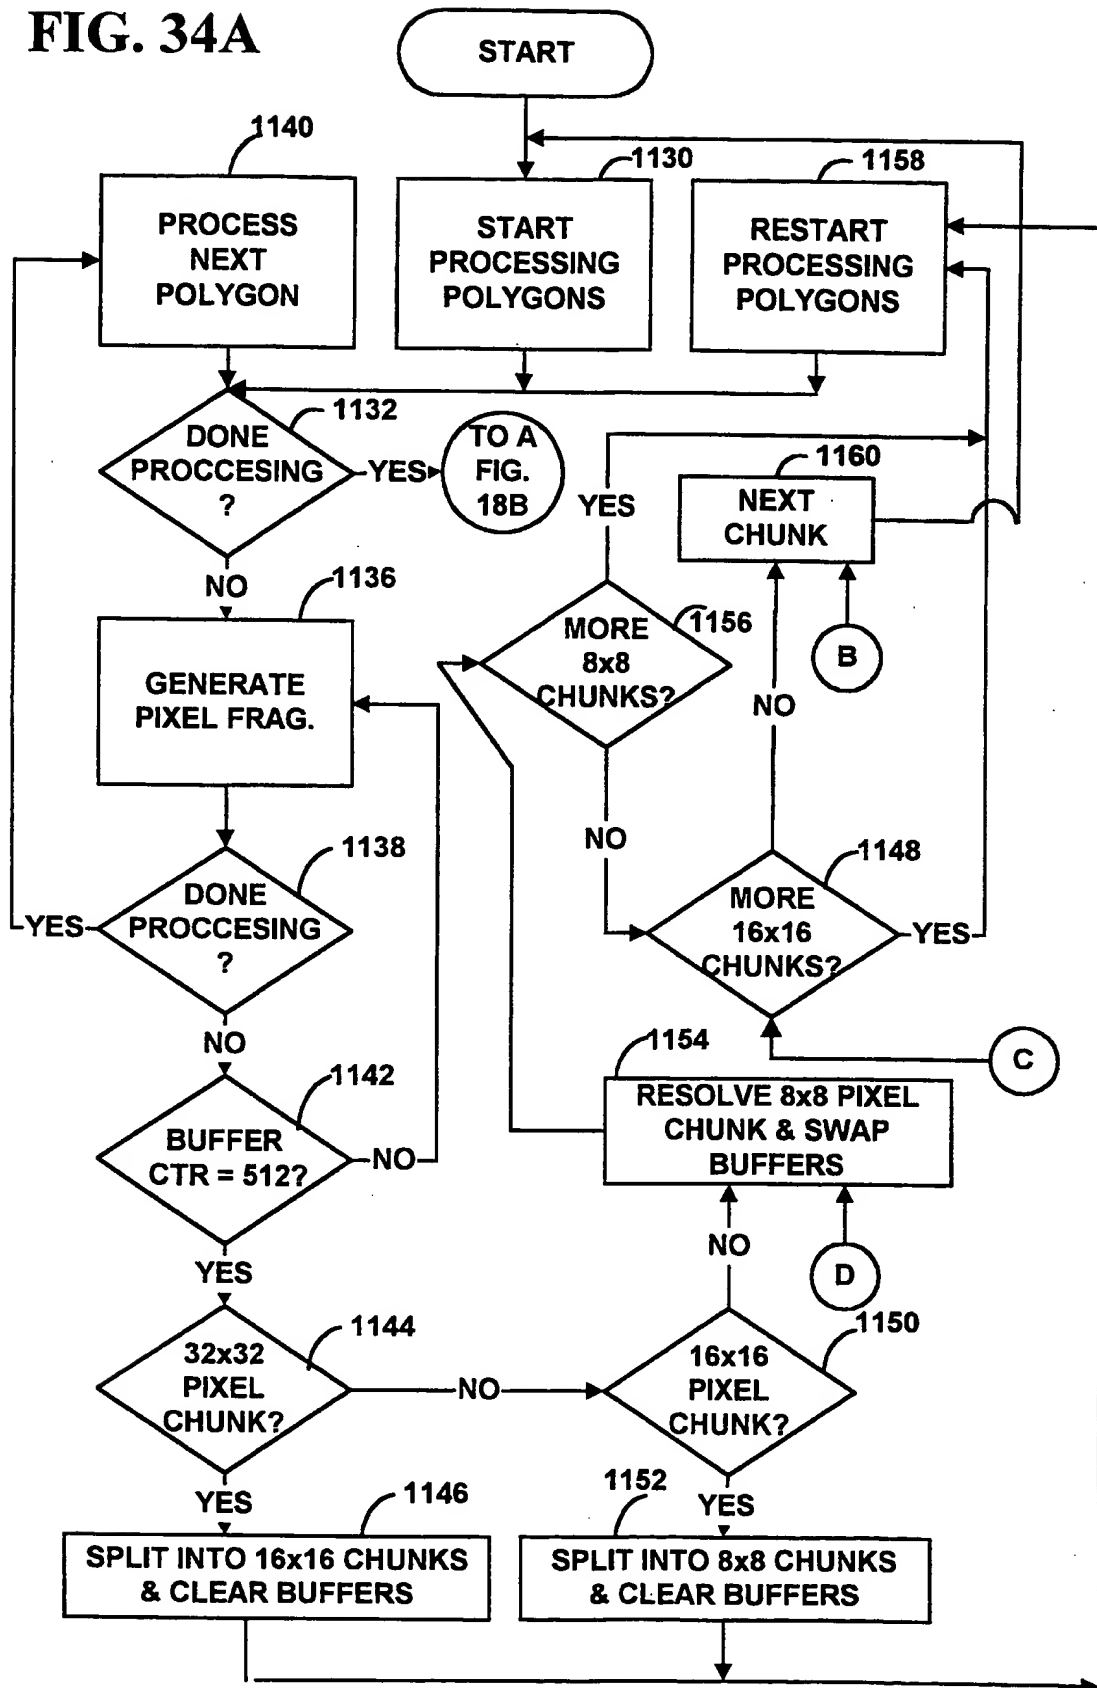 FIG. 34A
START
1140
1130
1158
PROCESS
NEXT
POLYGON
START
PROCESSING
POLYGONS
RESTART
PROCESSING
POLYGONS
1132
DONE
PROCCESING
?
YES
TO A
FIG.
18B
NO
YES
1160
NEXT
CHUNK
1136
GENERATE
PIXEL FRAG.
1156
MORE
8x8
CHUNKS?
B
NO
NO
1138
DONE
PROCCESING
?
YES
NO
1148
MORE
16x16
CHUNKS?
YES
C
1142
BUFFER
CTR = 512?
NO
YES
1154
RESOLVE 8x8 PIXEL
CHUNK & SWAP
BUFFERS
NO
D
1144
32x32
PIXEL
CHUNK?
NO
YES
1150
16x16
PIXEL
CHUNK?
YES
1146
SPLIT INTO 16x16 CHUNKS
& CLEAR BUFFERS
1152
SPLIT INTO 8x8 CHUNKS
& CLEAR BUFFERS